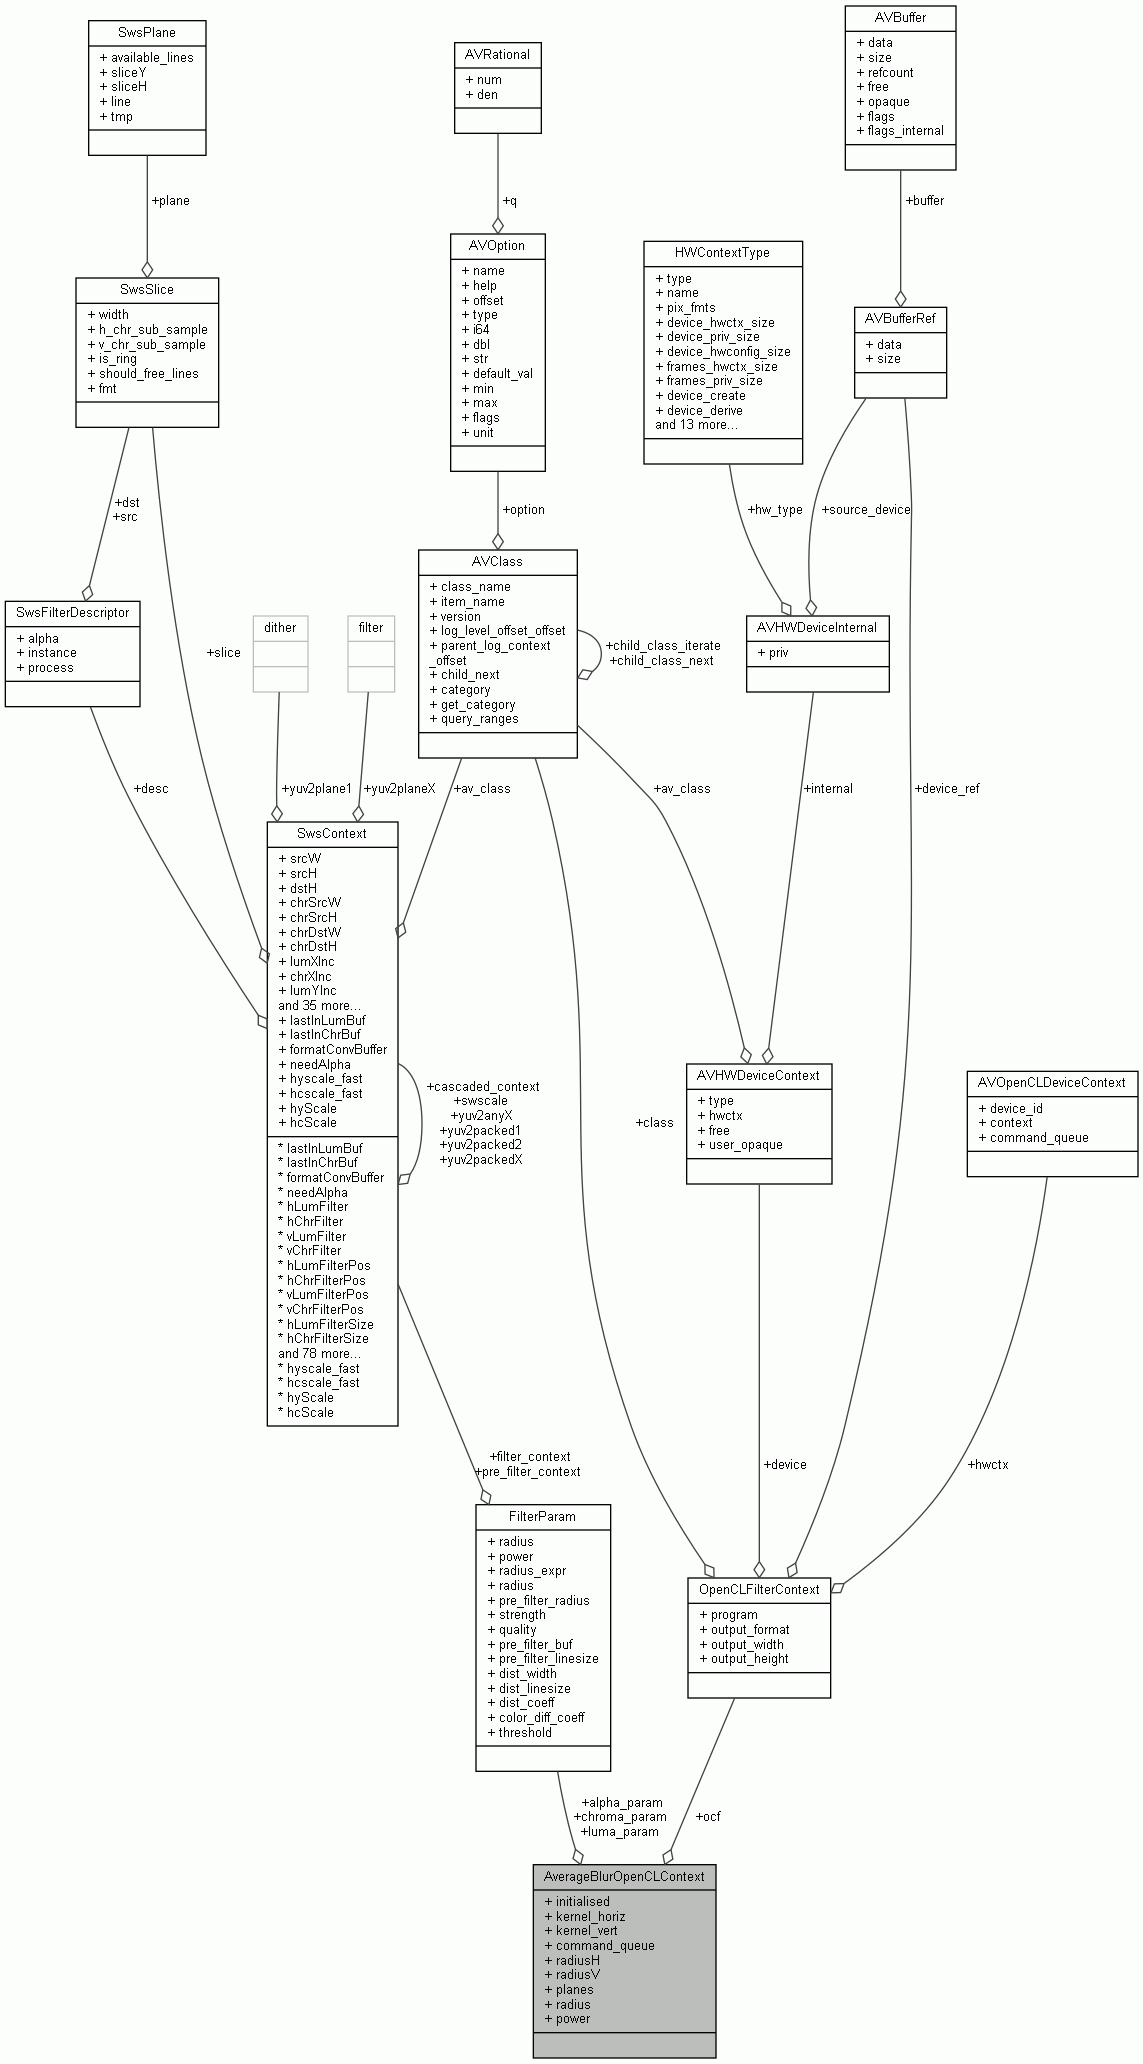 SwsPlane
+ available_lines
+ sliceY
+ sliceH
+ line
+ tmp
AVRational
+ num
+ den
AVBuffer
+ data
+ size
+ refcount
+ free
+ opaque
+ flags
+ flags_internal
+plane
+q
+buffer
SwsSlice
+ width
+ h_chr_sub_sample
+ v_chr_sub_sample
+ is_ring
+ should_free_lines
+ fmt
AVOption
+ name
+ help
+ offset
+ type
+ i64
+ dbl
+ str
+ default_val
+ min
+ max
+ flags
+ unit
HWContextType
+ type
+ name
+ pix_fmts
+ device_hwctx_size
+ device_priv_size
+ device_hwconfig_size
+ frames_hwctx_size
+ frames_priv_size
+ device_create
+ device_derive
and 13 more...
AVBufferRef
+ data
+ size
+dst
+src
+option
+hw_type
+source_device
SwsFilterDescriptor
+ alpha
+ instance
+ process
+slice
dither
filter
AVClass
+ class_name
+ item_name
+ version
+ log_level_offset_offset
+ parent_log_context
_offset
+ child_next
+ category
+ get_category
+ query_ranges
+child_class_iterate
+child_class_next
AVHWDeviceInternal
+ priv
+desc
+yuv2plane1
+yuv2planeX
+av_class
+av_class
+internal
+device_ref
SwsContext
+ srcW
+ srcH
+ dstH
+ chrSrcW
+ chrSrcH
+ chrDstW
+ chrDstH
+ lumXInc
+ chrXInc
+ lumYInc
and 35 more...
+ lastInLumBuf
+ lastInChrBuf
+ formatConvBuffer
+ needAlpha
+ hyscale_fast
+ hcscale_fast
+ hyScale
+ hcScale
* lastInLumBuf
* lastInChrBuf
* formatConvBuffer
* needAlpha
* hLumFilter
* hChrFilter
* vLumFilter
* vChrFilter
* hLumFilterPos
* hChrFilterPos
* vLumFilterPos
* vChrFilterPos
* hLumFilterSize
* hChrFilterSize
and 78 more...
* hyscale_fast
* hcscale_fast
* hyScale
* hcScale
+cascaded_context
+swscale
+yuv2anyX
+yuv2packed1
+yuv2packed2
+yuv2packedX
+class
AVHWDeviceContext
+ type
+ hwctx
+ free
+ user_opaque
AVOpenCLDeviceContext
+ device_id
+ context
+ command_queue
+filter_context
+pre_filter_context
+device
+hwctx
FilterParam
+ radius
+ power
+ radius_expr
+ radius
+ pre_filter_radius
+ strength
+ quality
+ pre_filter_buf
+ pre_filter_linesize
+ dist_width
+ dist_linesize
+ dist_coeff
+ color_diff_coeff
+ threshold
OpenCLFilterContext
+ program
+ output_format
+ output_width
+ output_height
+alpha_param
+chroma_param
+luma_param
+ocf
AverageBlurOpenCLContext
+ initialised
+ kernel_horiz
+ kernel_vert
+ command_queue
+ radiusH
+ radiusV
+ planes
+ radius
+ power